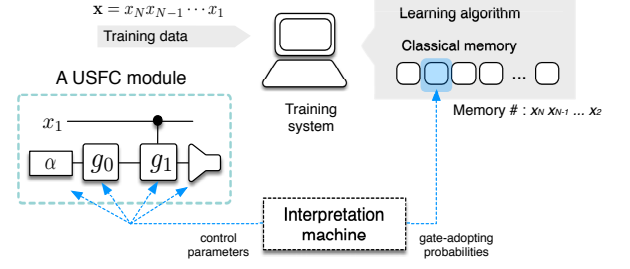 x = x_N x_{N-1} ··· x_1
Training data
Learning algorithm
Classical memory
...
Memory # : x_N x_{N-1} ... x_2
Training
system
A USFC module
x_1
α
g_0
g_1
Interpretation
machine
control
parameters
gate-adopting
probabilities